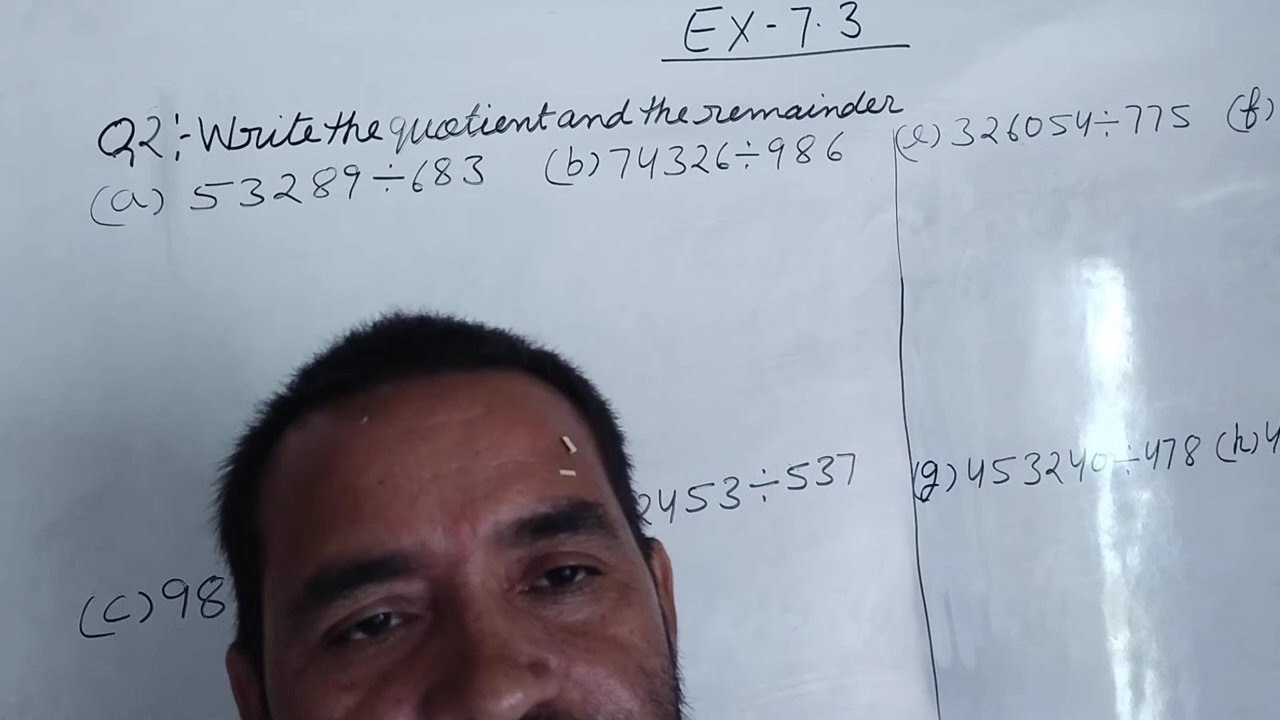 EX-7.3
Q2:-Write the quotient and the remainder
(a) 53289÷683 (b) 74326÷986
(e) 326054÷775 (f)
2453÷537
(g) 453240÷478 (h) 4
(c) 98